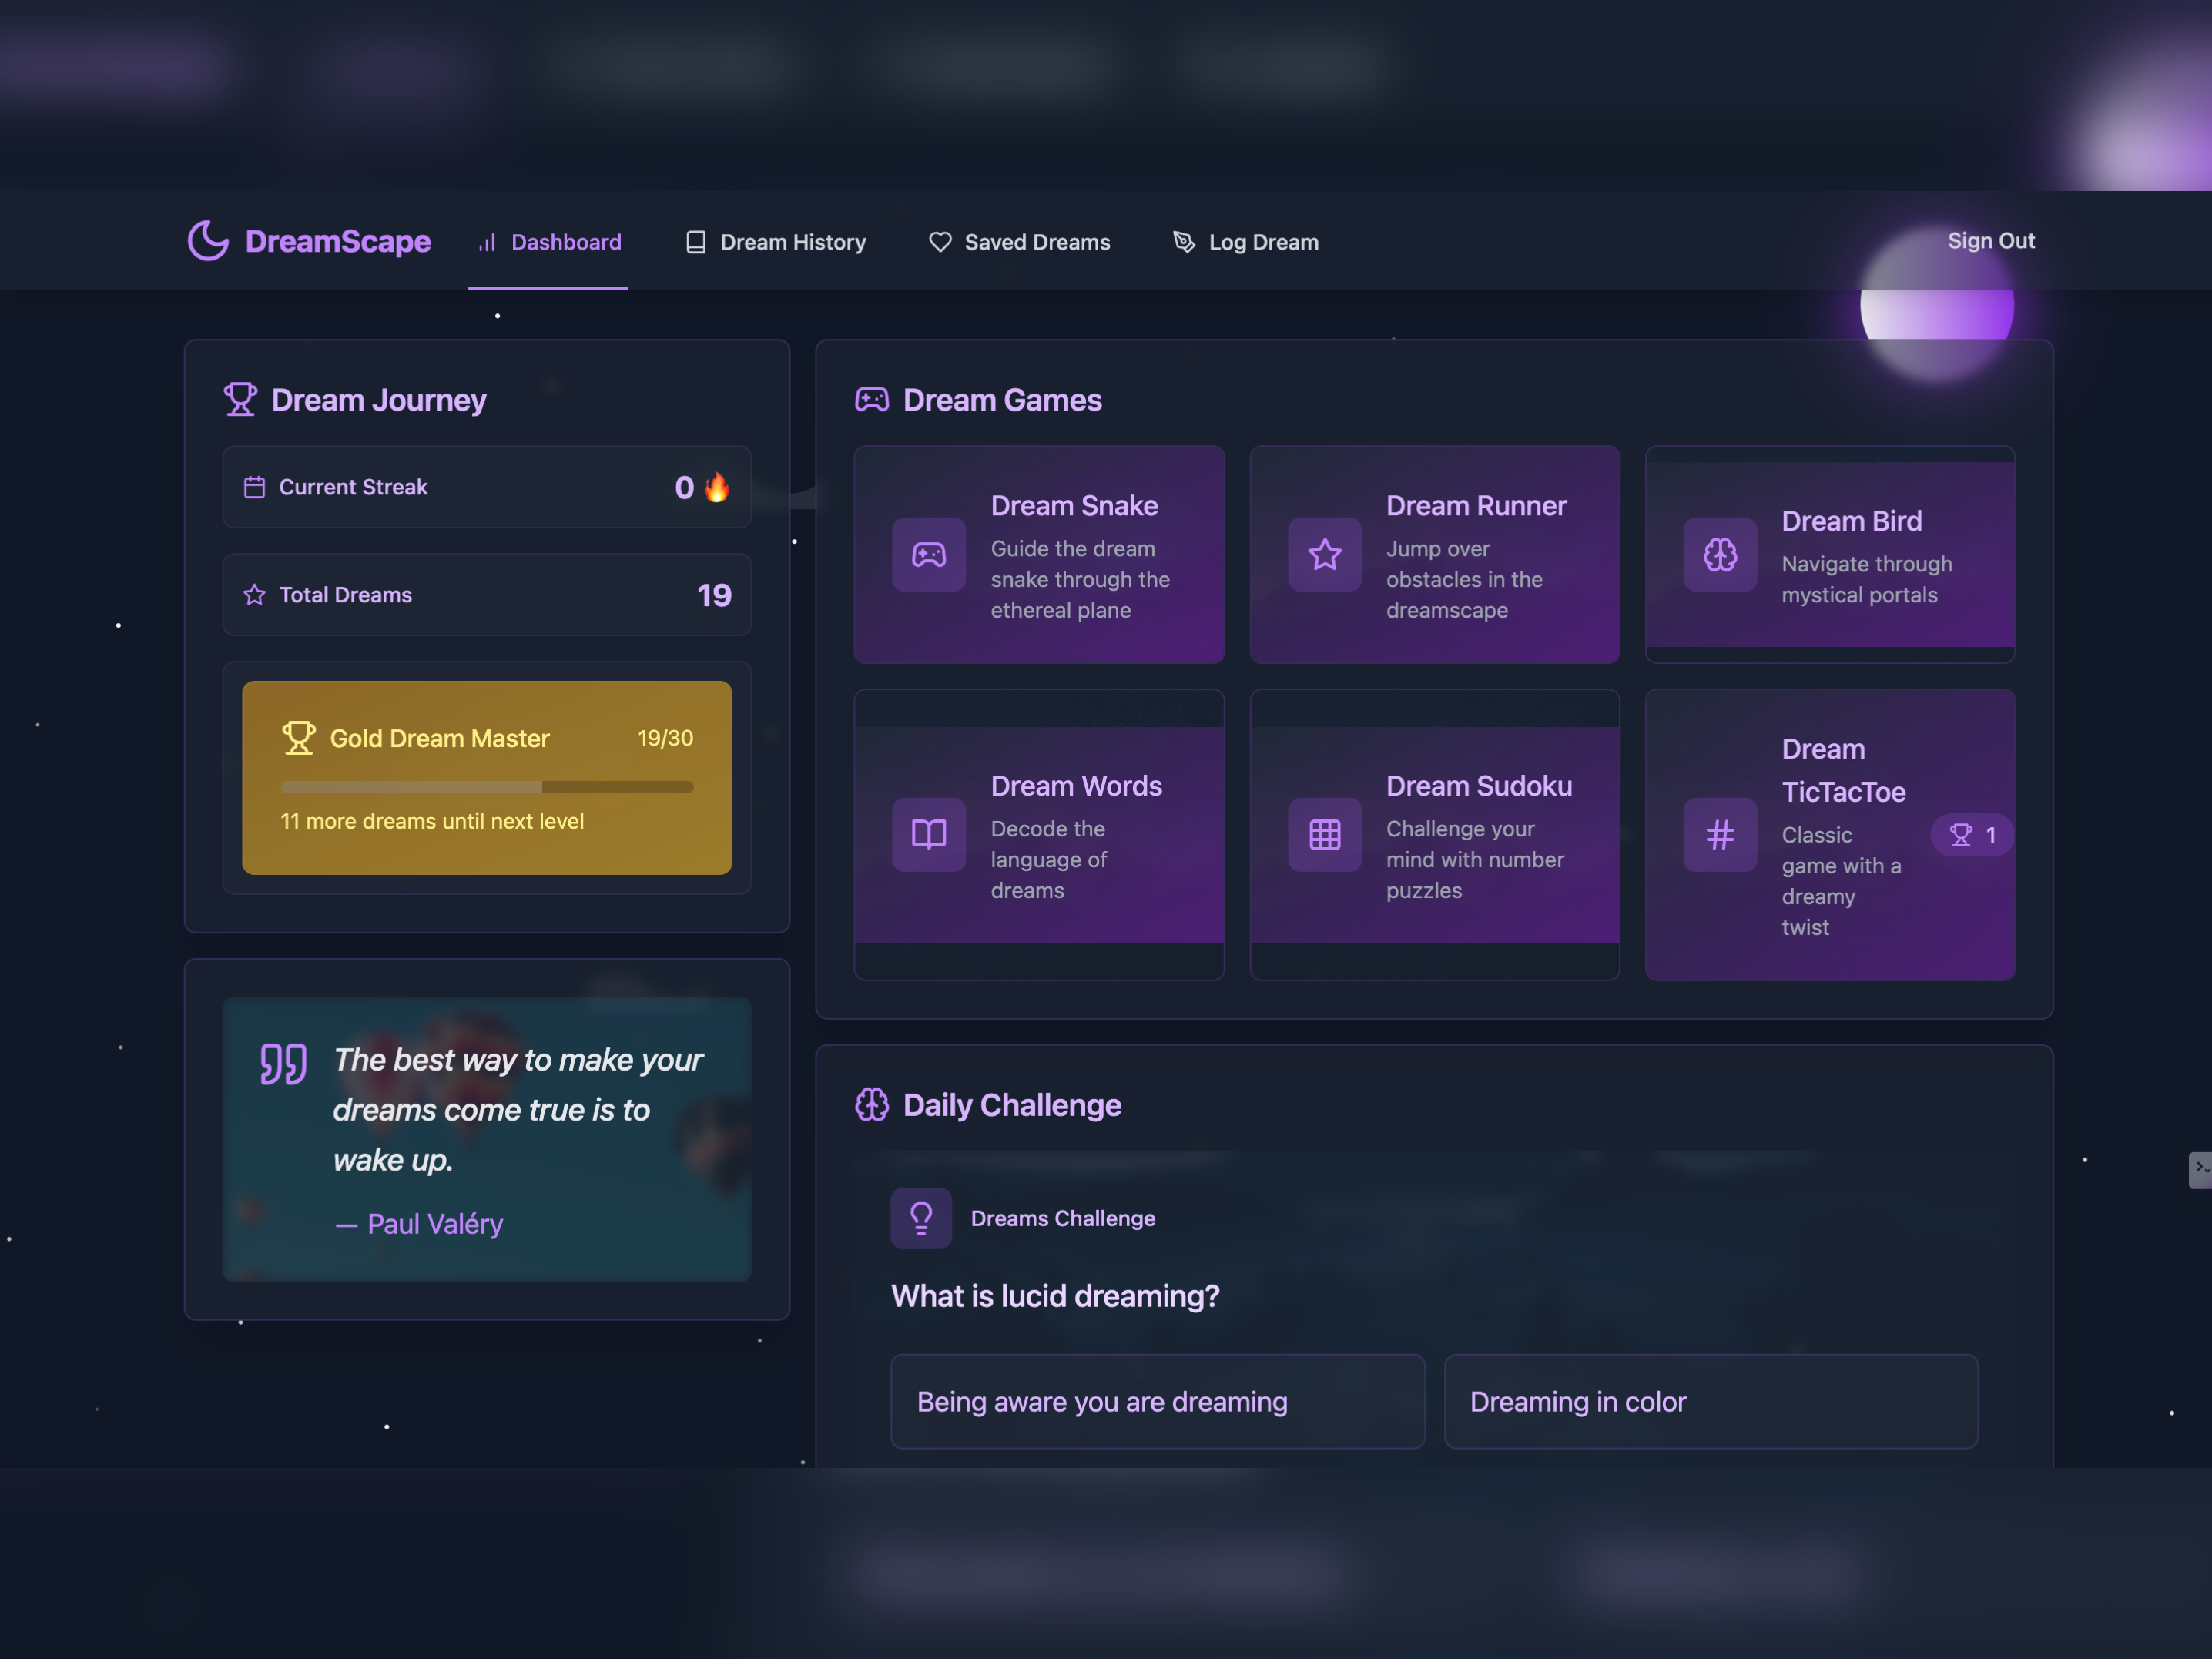 DreamScape
Dashboard
Dream History
Saved Dreams
Log Dream
Sign Out
Dream Journey
Current Streak
0 🔥
Total Dreams
19
Gold Dream Master
19/30
11 more dreams until next level
The best way to make your
dreams come true is to
wake up.
— Paul Valéry
Dream Games
Dream Snake
Guide the dream
snake through the
ethereal plane
Dream Runner
Jump over
obstacles in the
dreamscape
Dream Bird
Navigate through
mystical portals
Dream Words
Decode the
language of
dreams
Dream Sudoku
Challenge your
mind with number
puzzles
Dream
TicTacToe
Classic
game with a
dreamy
twist
1
Daily Challenge
Dreams Challenge
What is lucid dreaming?
Being aware you are dreaming
Dreaming in color